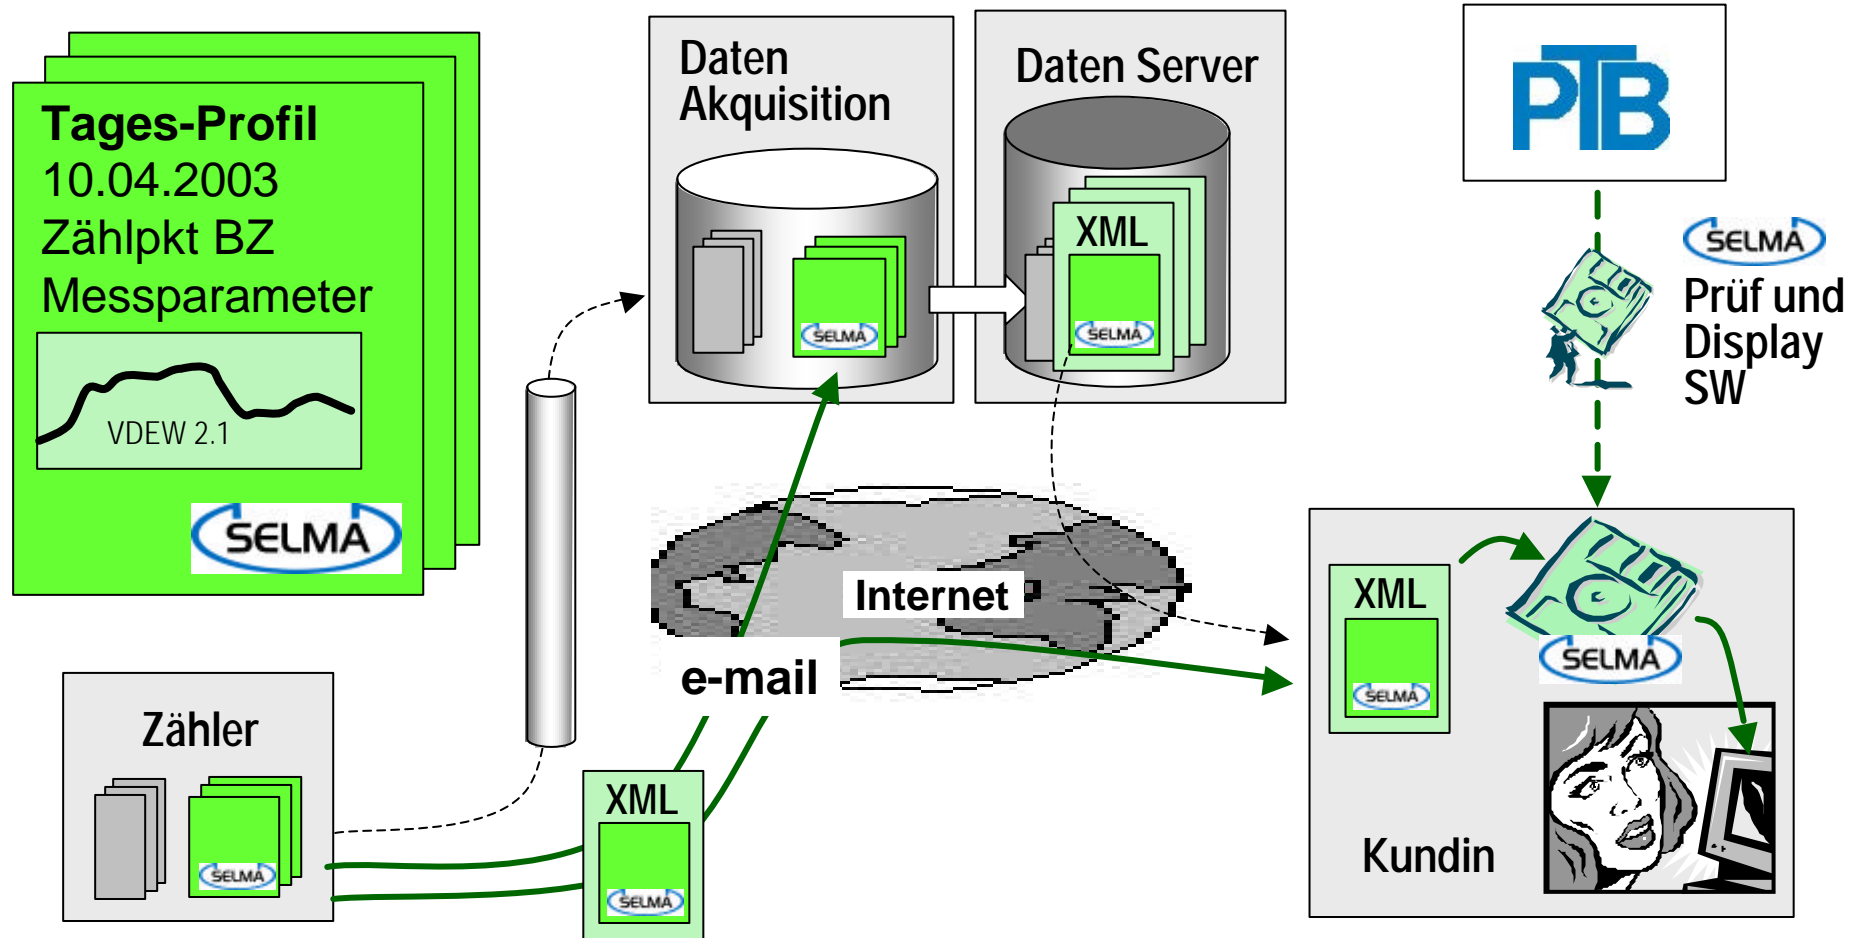 Tages-Profil
10.04.2003
Zählpkt BZ
Messparameter
VDEW 2.1
SELMA
Daten
Akquisition
SELMA
Daten Server
XML
SELMA
PTB
SELMA
Prüf und
Display
SW
Internet
e-mail
Zähler
SELMA
XML
SELMA
XML
SELMA
SELMA
Kundin